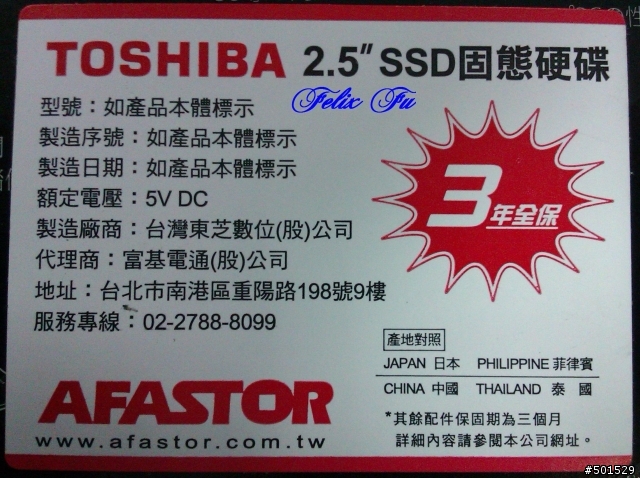 TOSHIBA 2.5" SSD固態硬碟
Felix Fu
型號：如產品本體標示
製造序號：如產品本體標示
製造日期：如產品本體標示
額定電壓：5V DC
製造廠商：台灣東芝數位(股)公司
代理商：富基電通(股)公司
地址：台北市南港區重陽路198號9樓
服務專線：02-2788-8099
3年全保
產地對照
JAPAN 日本 PHILIPPINE 菲律賓
CHINA 中國 THAILAND 泰 國
*其餘配件保固期為三個月
詳細內容請參閱本公司網址。
AFASTOR
www.afastor.com.tw
#501529